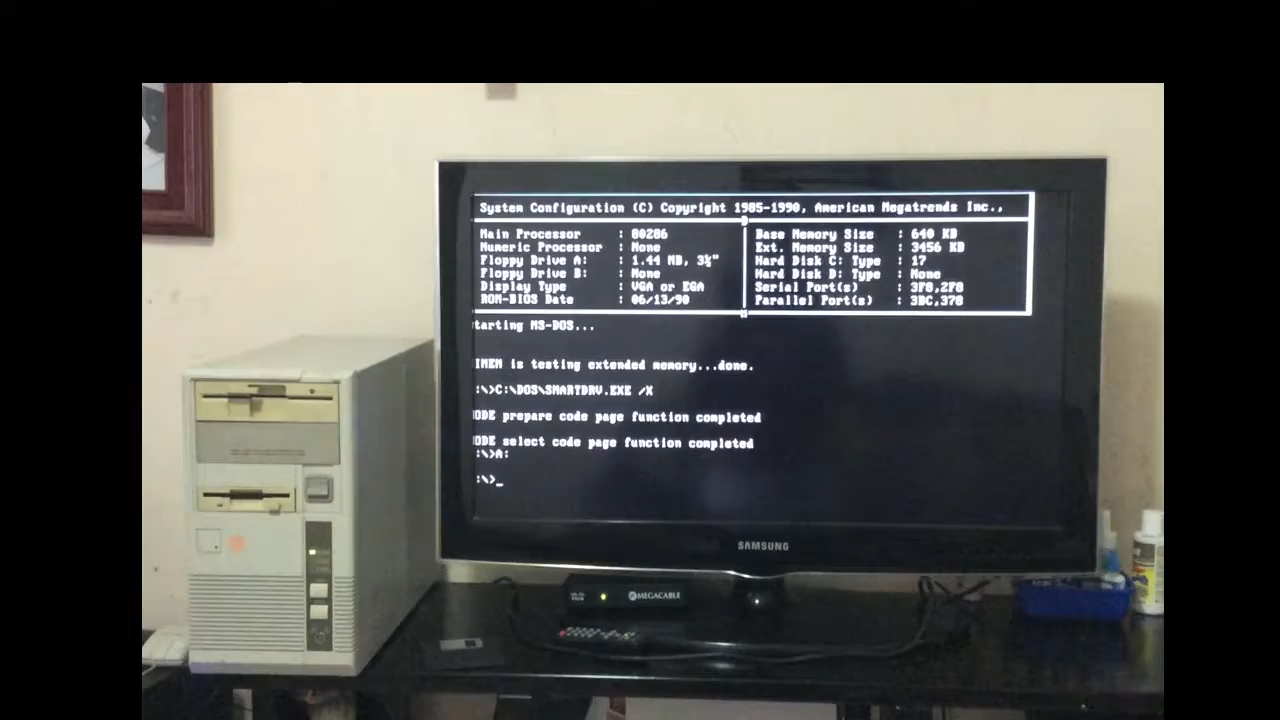 System Configuration (C) Copyright 1985-1990, American Megatrends Inc.,
Main Processor : 80286
Numeric Processor : None
Floppy Drive A: : 1.44 MB, 3½"
Floppy Drive B: : None
Display Type : VGA or EGA
ROM-BIOS Date : 06/13/90
Base Memory Size : 640 KB
Ext. Memory Size : 3456 KB
Hard Disk C: Type : 17
Hard Disk D: Type : None
Serial Port(s) : 3F8,2F8
Parallel Port(s) : 3BC,378
tarting MS-DOS...
IMEM is testing extended memory...done.
:\>C:\DOS\SMARTDRV.EXE /X
ODE prepare code page function completed
ODE select code page function completed
:\>A:
:\>_
SAMSUNG
MEGACABLE